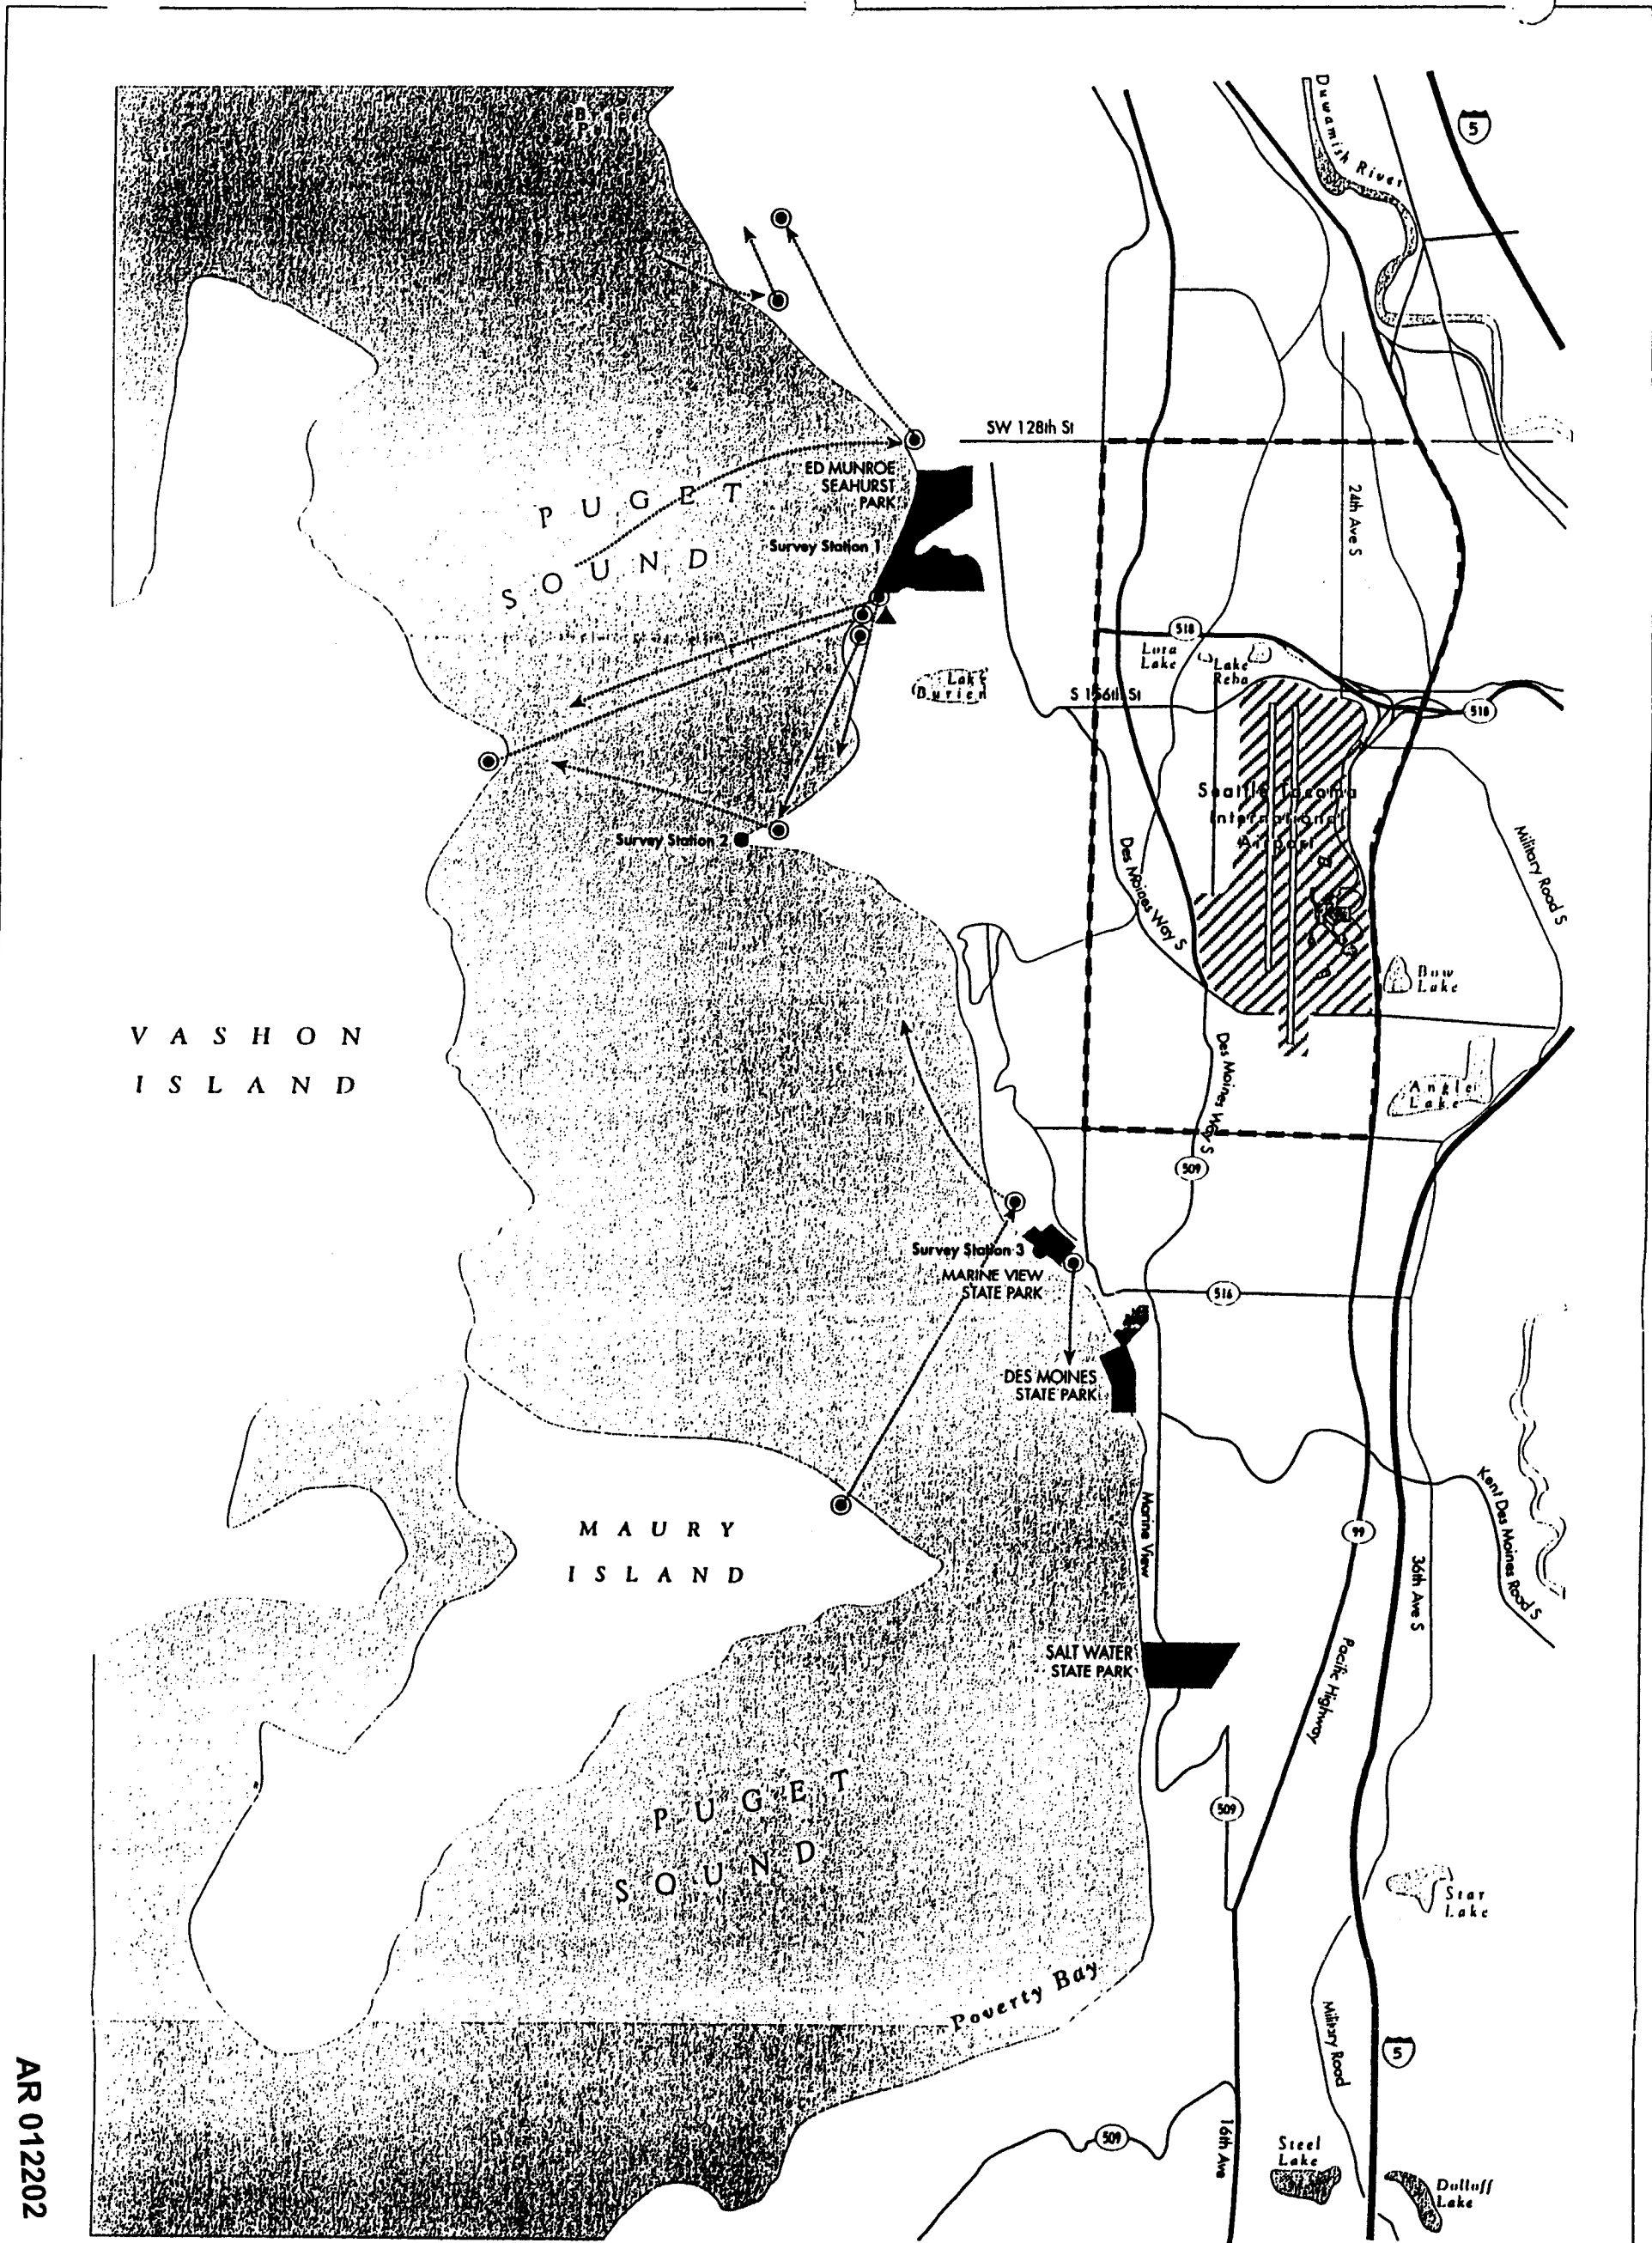 Duwamish River
5
SW 128th St
ED MUNROE
SEAHURST
PARK
PUGET
SOUND
24th Ave S
Survey Station 1
518
Lora
Lake
Lake
Reba
Lake
Burien
S 156th St
518
Seattle Tacoma
International
Airport
Survey Station 2
Des Moines Way S
Military Road S
Bow
Lake
VASHON
ISLAND
Des Moines Way S
Angle
Lake
509
Survey Station 3
MARINE VIEW
STATE PARK
516
DES MOINES
STATE PARK
Kent Des Moines Road S
Marine View
MAURY
ISLAND
99
36th Ave S
SALT WATER
STATE PARK
Pacific Highway
PUGET
SOUND
509
Star
Lake
Poverty Bay
Military Road
5
509
16th Ave
Steel
Lake
Dolloff
Lake
AR 012202